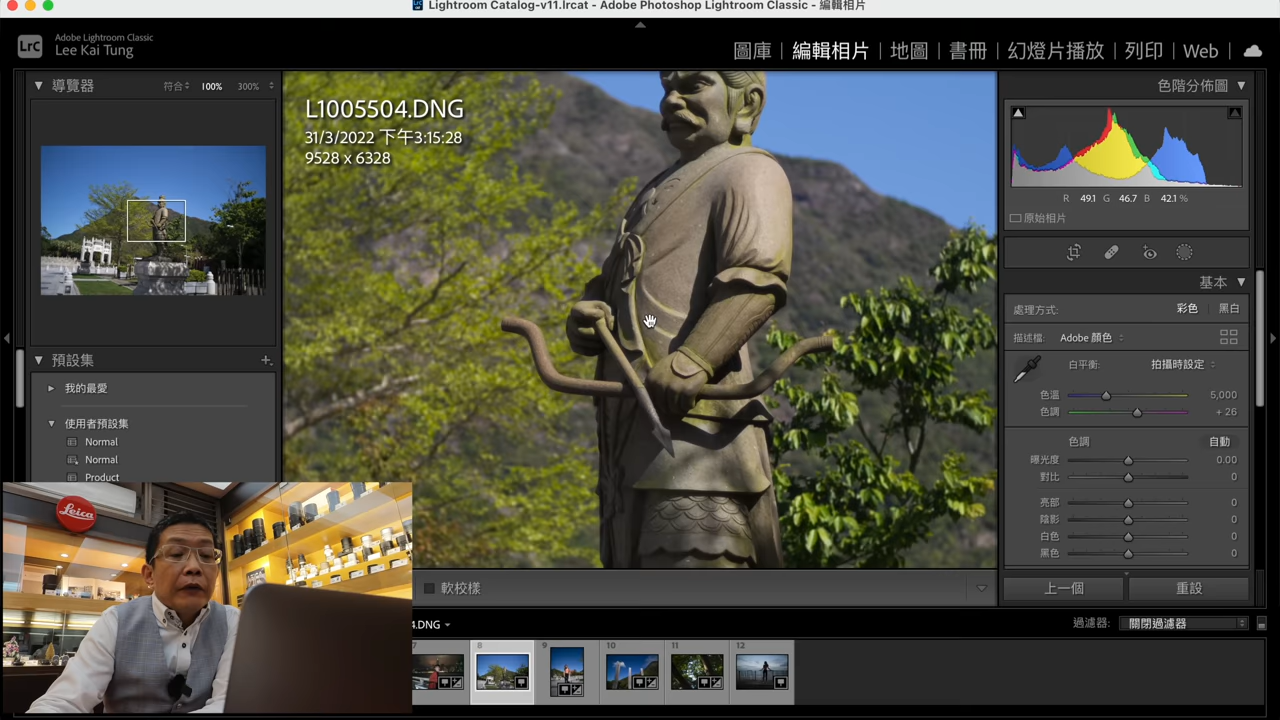 Lightroom Catalog-v11.lrcat - Adobe Photoshop Lightroom Classic - 編輯相片
LrC
Adobe Lightroom Classic
Lee Kai Tung
圖庫 | 編輯相片 | 地圖 | 書冊 | 幻燈片播放 | 列印 | Web |
導覽器
符合 100% 300%
L1005504.DNG
31/3/2022 下午3:15:28
9528 x 6328
色階分佈圖
R 49.1 G 46.7 B 42.1 %
原始相片
基本
處理方式: 彩色 黑白
描述檔: Adobe 顏色
白平衡: 拍攝時設定
色溫 5,000
色調 + 26
色調 自動
曝光度 0.00
對比 0
亮部 0
陰影 0
白色 0
黑色 0
預設集
我的最愛
使用者預設集
Normal
Normal
Product
Leica
軟校樣
上一個 重設
4.DNG
過濾器: 關閉過濾器
7 8 9 10 11 12